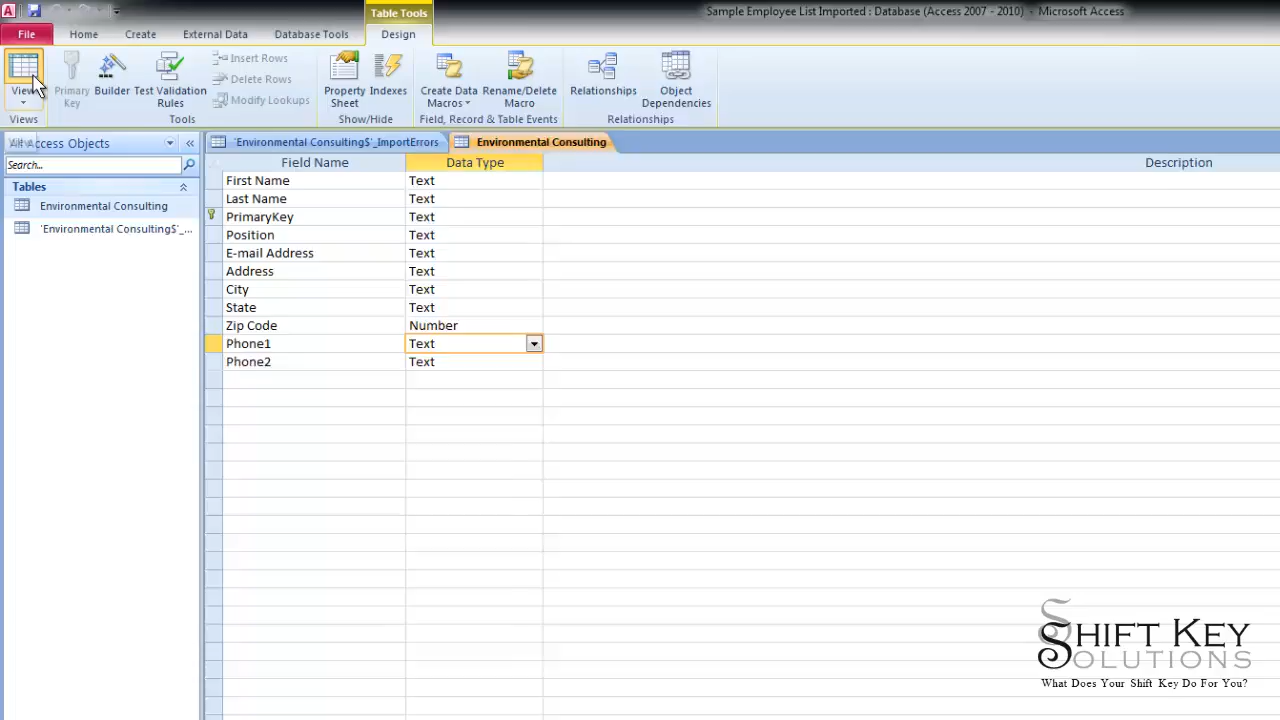 Table Tools
Sample Employee List Imported : Database (Access 2007 - 2010) - Microsoft Access
File Home Create External Data Database Tools Design
View
Primary Key
Builder
Test Validation Rules
Insert Rows
Delete Rows
Modify Lookups
Property Sheet
Indexes
Create Data Macros
Rename/Delete Macro
Relationships
Object Dependencies
Views
Tools
Show/Hide
Field, Record & Table Events
Relationships
Access Objects
Search...
Tables
Environmental Consulting
'Environmental Consulting$'_...
'Environmental Consulting$'_ImportErrors
Environmental Consulting
Field Name Data Type Description
First Name Text
Last Name Text
PrimaryKey Text
Position Text
E-mail Address Text
Address Text
City Text
State Text
Zip Code Number
Phone1 Text
Phone2 Text
SHIFT KEY
SOLUTIONS
What Does Your Shift Key Do For You?